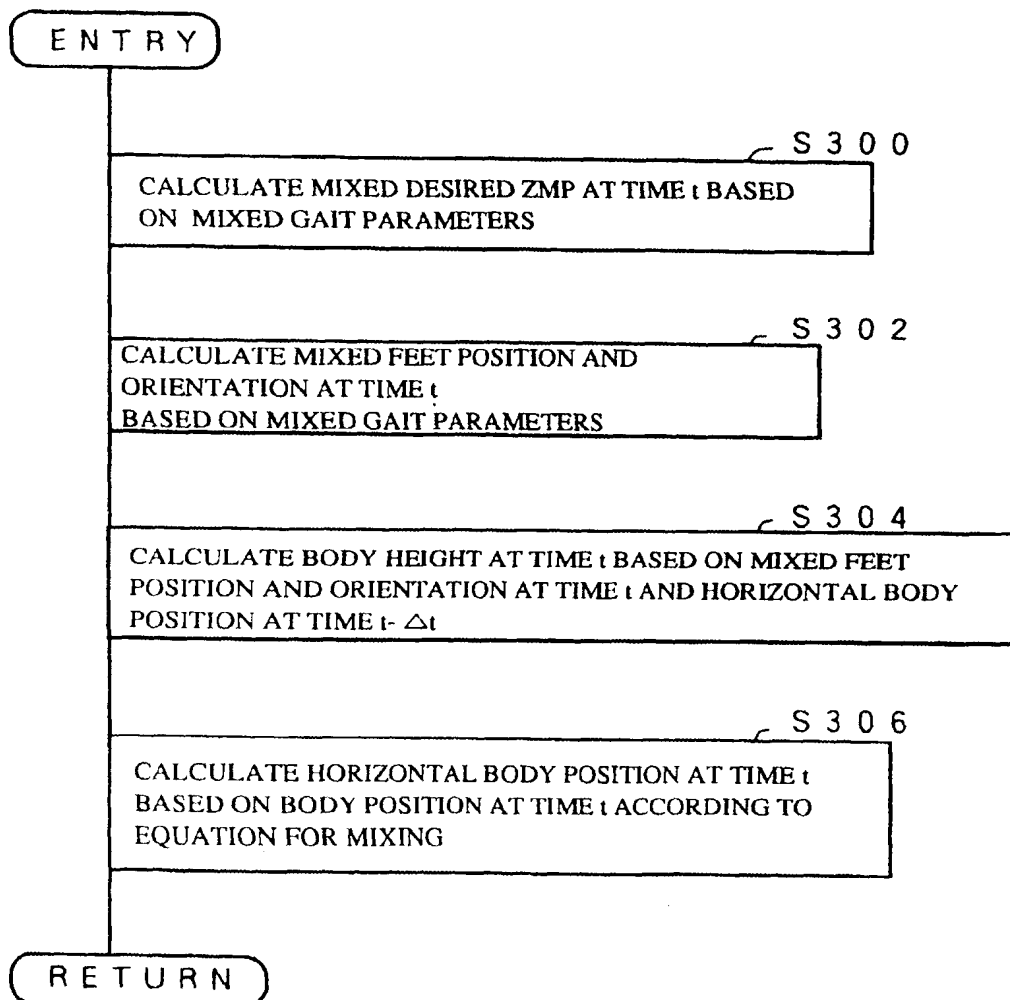 ENTRY
S300
CALCULATE MIXED DESIRED ZMP AT TIME t BASED
ON MIXED GAIT PARAMETERS
S302
CALCULATE MIXED FEET POSITION AND
ORIENTATION AT TIME t
BASED ON MIXED GAIT PARAMETERS
S304
CALCULATE BODY HEIGHT AT TIME t BASED ON MIXED FEET
POSITION AND ORIENTATION AT TIME t AND HORIZONTAL BODY
POSITION AT TIME t- △t
S306
CALCULATE HORIZONTAL BODY POSITION AT TIME t
BASED ON BODY POSITION AT TIME t ACCORDING TO
EQUATION FOR MIXING
RETURN